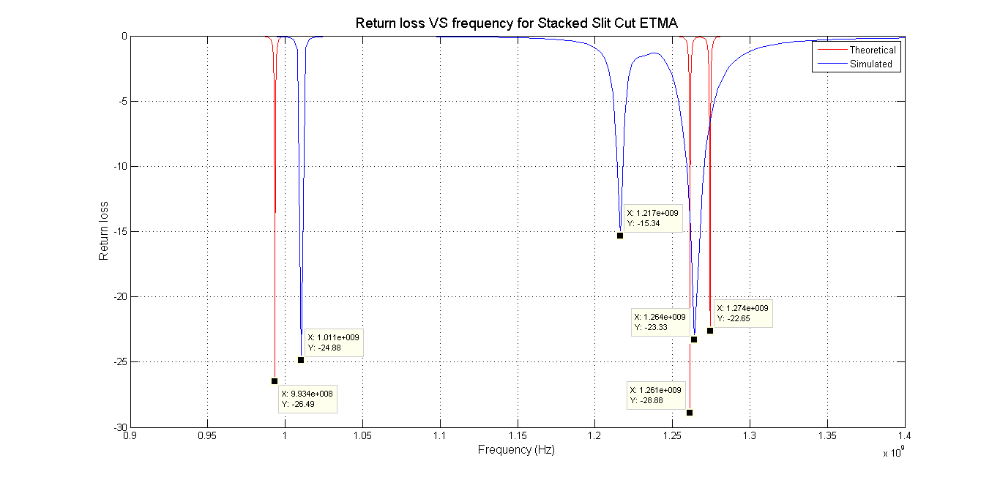 Return loss VS frequency for Stacked Slit Cut ETMA
Theoretical
Simulated
Return loss
0
-5
-10
-15
-20
-25
-30
X: 1.217e+009
Y: -15.34
X: 1.274e+009
Y: -22.65
X: 1.264e+009
Y: -23.33
X: 1.011e+009
Y: -24.88
X: 1.261e+009
Y: -28.88
X: 9.934e+008
Y: -26.49
0.9 0.95 1 1.05 1.1 1.15 1.2 1.25 1.3 1.35 1.4
Frequency (Hz)
x 10^9